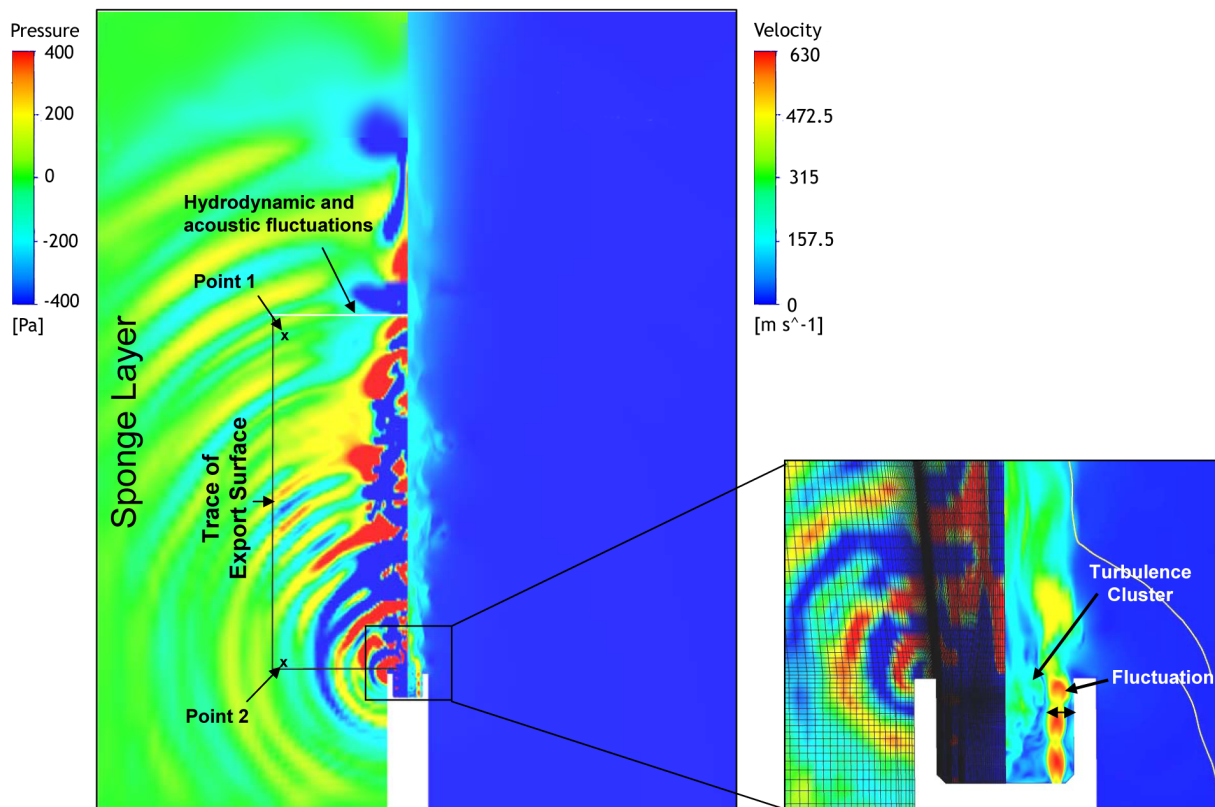 Pressure
400
200
0
-200
-400
[Pa]
Velocity
630
472.5
315
157.5
0
[m s^-1]
Hydrodynamic and
acoustic fluctuations
Point 1
x
Sponge Layer
Trace of
Export Surface
x
Point 2
Turbulence
Cluster
Fluctuation